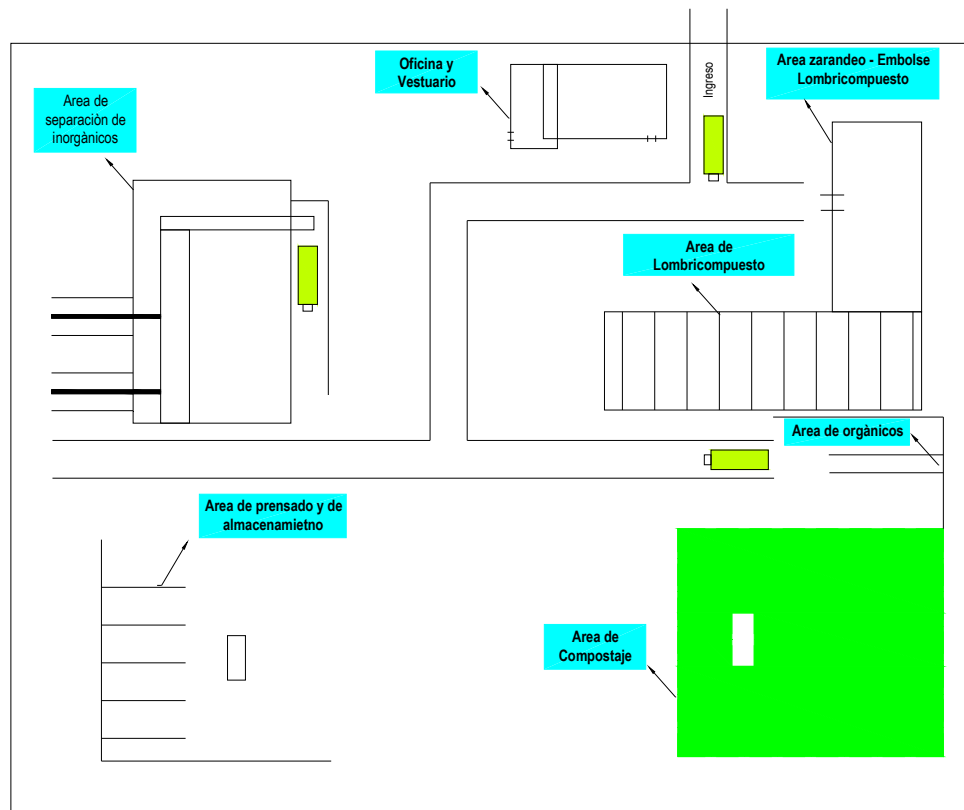 Oficina y
Vestuario
Ingreso
Area zarandeo - Embolse
Lombricompuesto
Area de
separaciòn de
inorgànicos
Area de
Lombricompuesto
Area de orgànicos
Area de prensado y de
almacenamietno
Area de
Compostaje